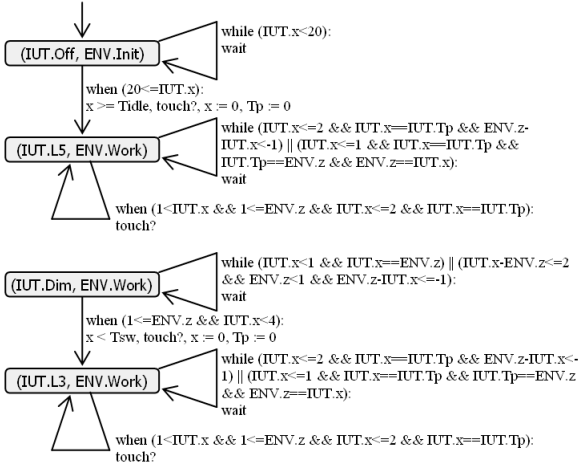 while (IUT.x<20):
wait
(IUT.Off, ENV.Init)
when (20<=IUT.x):
x >= Tidle, touch?, x := 0, Tp := 0
while (IUT.x<=2 && IUT.x==IUT.Tp && ENV.z-
IUT.x<-1) || (IUT.x<=1 && IUT.x==IUT.Tp &&
IUT.Tp==ENV.z && ENV.z==IUT.x):
wait
(IUT.L5, ENV.Work)
when (1<IUT.x && 1<=ENV.z && IUT.x<=2 && IUT.x==IUT.Tp):
touch?
while (IUT.x<1 && IUT.x==ENV.z) || (IUT.x-ENV.z<=2
&& ENV.z<1 && ENV.z-IUT.x<=-1):
wait
(IUT.Dim, ENV.Work)
when (1<=ENV.z && IUT.x<4):
x < Tsw, touch?, x := 0, Tp := 0
while (IUT.x<=2 && IUT.x==IUT.Tp && ENV.z-IUT.x<-
1) || (IUT.x<=1 && IUT.x==IUT.Tp && IUT.Tp==ENV.z
&& ENV.z==IUT.x):
wait
(IUT.L3, ENV.Work)
when (1<IUT.x && 1<=ENV.z && IUT.x<=2 && IUT.x==IUT.Tp):
touch?